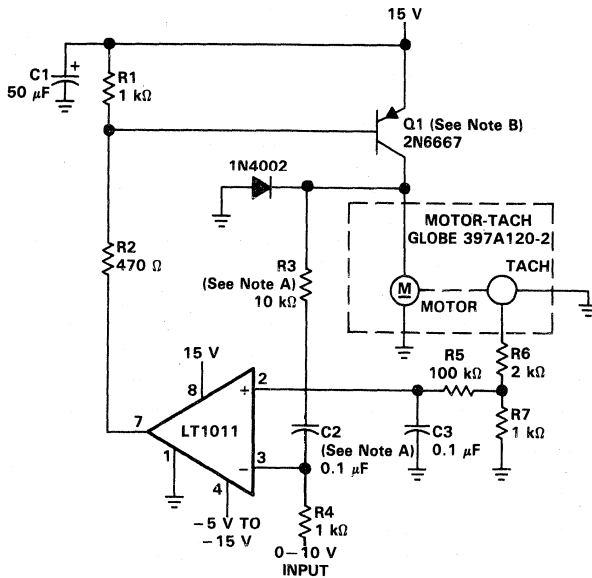 15 V
C1
+
50 μF
R1
1 kΩ
Q1 (See Note B)
2N6667
1N4002
MOTOR-TACH
GLOBE 397A120-2
TACH
M
MOTOR
R2
470 Ω
R3
(See Note A)
10 kΩ
R5
100 kΩ
R6
2 kΩ
R7
1 kΩ
15 V
8
2
+
7
LT1011
1
3
−
4
C2
(See Note A)
0.1 μF
C3
0.1 μF
−5 V TO
−15 V
R4
1 kΩ
0−10 V
INPUT